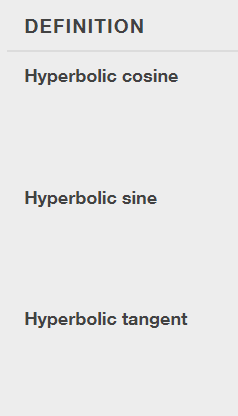 DEFINITION
Hyperbolic cosine
Hyperbolic sine
Hyperbolic tangent